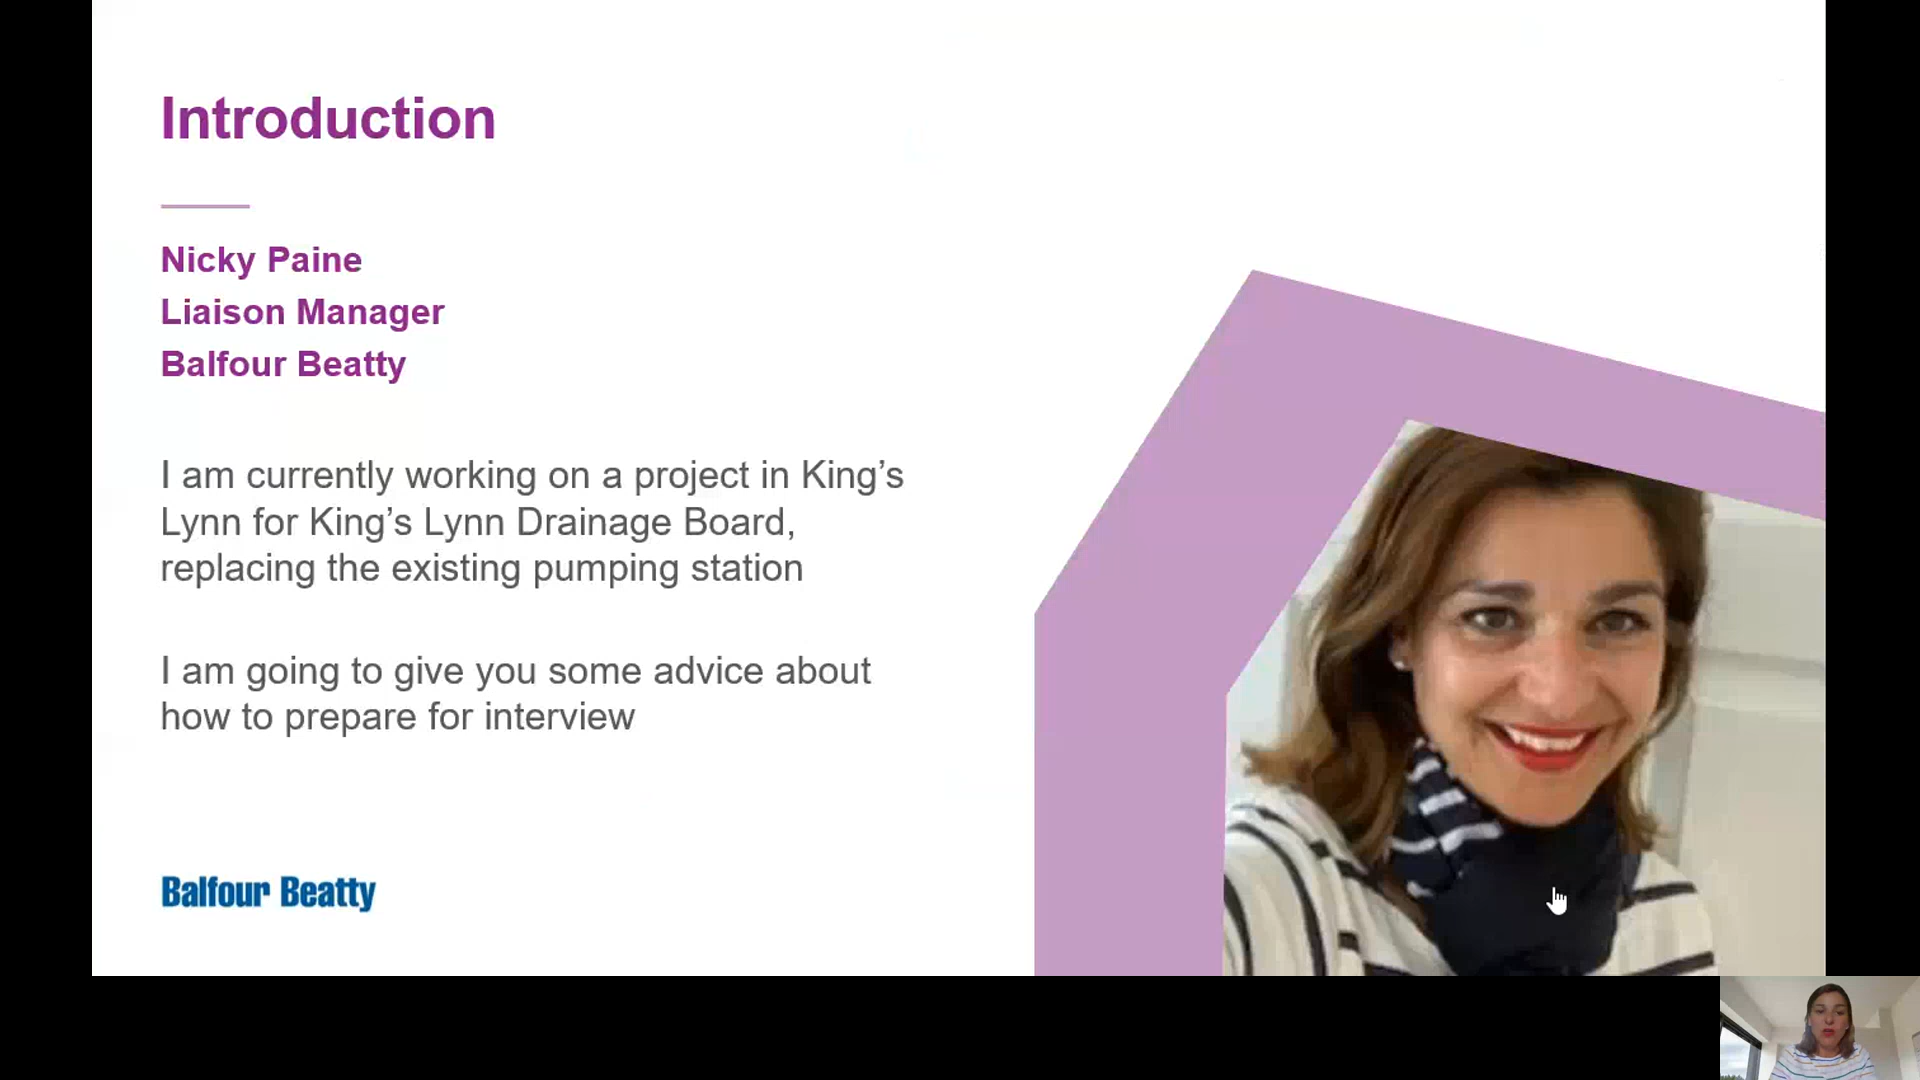 Introduction
Nicky Paine
Liaison Manager
Balfour Beatty
I am currently working on a project in King’s
Lynn for King’s Lynn Drainage Board,
replacing the existing pumping station
I am going to give you some advice about
how to prepare for interview
Balfour Beatty